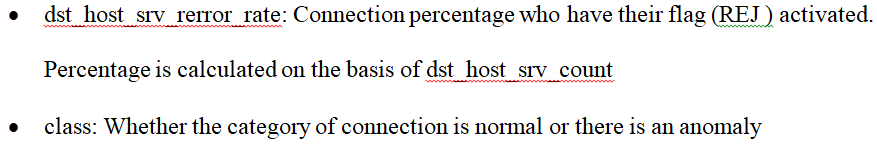 • dst_host_srv_rerror_rate: Connection percentage who have their flag (REJ ) activated.
Percentage is calculated on the basis of dst_host_srv_count
• class: Whether the category of connection is normal or there is an anomaly